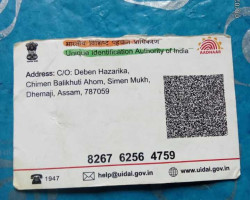 भारतीय विशिष्ट पहचान प्राधिकरण
Unique Identification Authority of India
AADHAAR
Address: C/O: Deben Hazarika,
Chimen Balikhuti Ahom, Simen Mukh,
Dhemaji, Assam, 787059
8267 6256 4759
1947
help@uidai.gov.in
www.uidai.gov.in